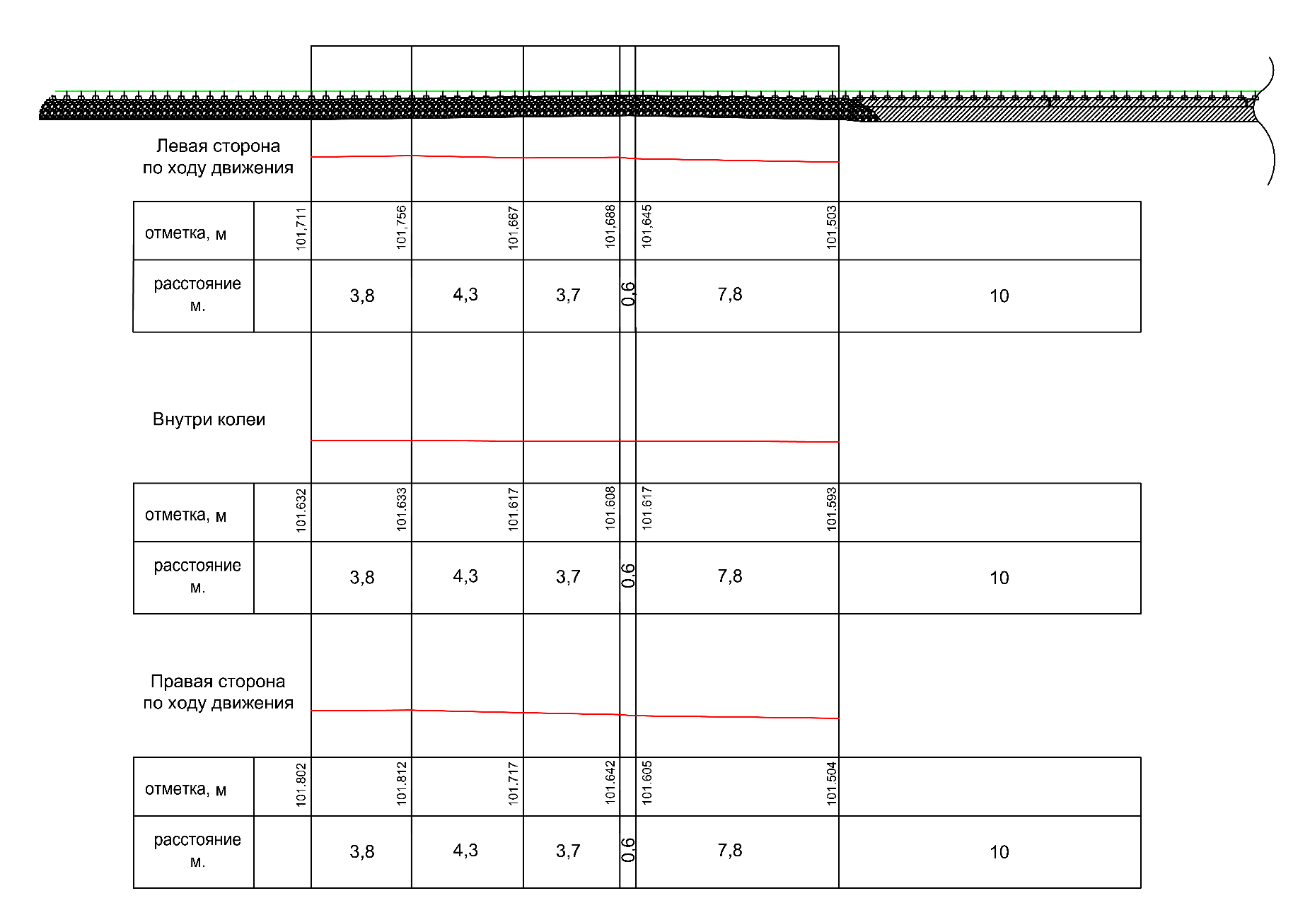 Левая сторона
по ходу движения
отметка, м
101,711
101,756
101,667
101,688
101,645
101,503
расстояние
м.
3,8
4,3
3,7
0,6
7,8
10
Внутри колеи
отметка, м
101.632
101.633
101.617
101.608
101.617
101.593
расстояние
м.
3,8
4,3
3,7
0,6
7,8
10
Правая сторона
по ходу движения
отметка, м
101.802
101.812
101.717
101.642
101.605
101.504
расстояние
м.
3,8
4,3
3,7
0,6
7,8
10